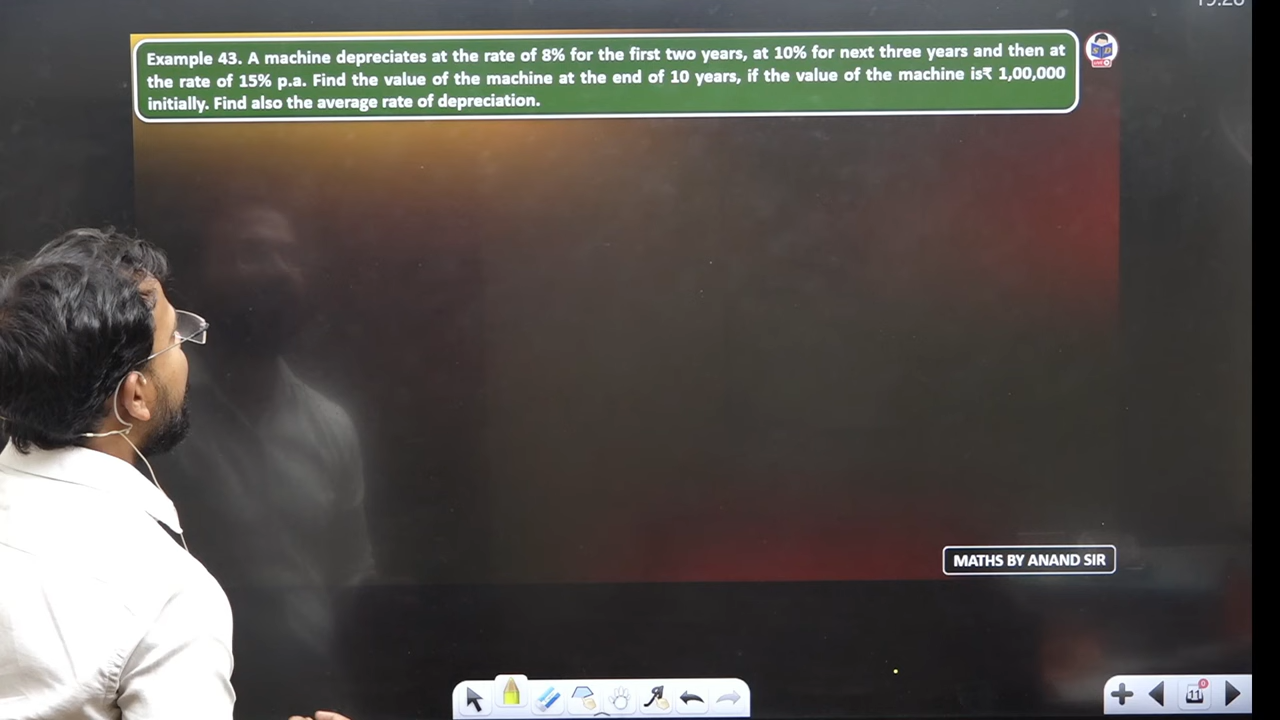 Example 43. A machine depreciates at the rate of 8% for the first two years, at 10% for next three years and then at
the rate of 15% p.a. Find the value of the machine at the end of 10 years, if the value of the machine is₹ 1,00,000
initially. Find also the average rate of depreciation.
MATHS BY ANAND SIR
11